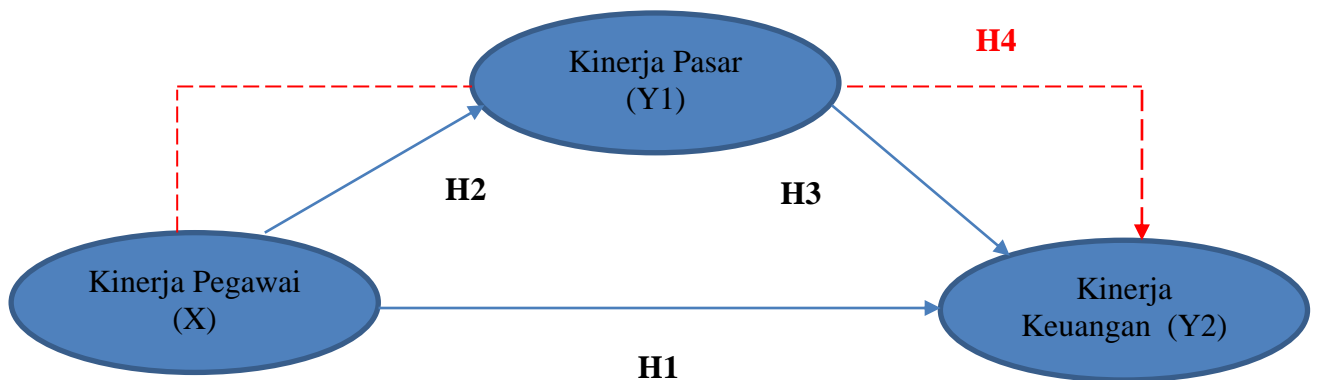 H4
Kinerja Pasar
(Y1)
H2
H3
Kinerja Pegawai
(X)
Kinerja
Keuangan (Y2)
H1